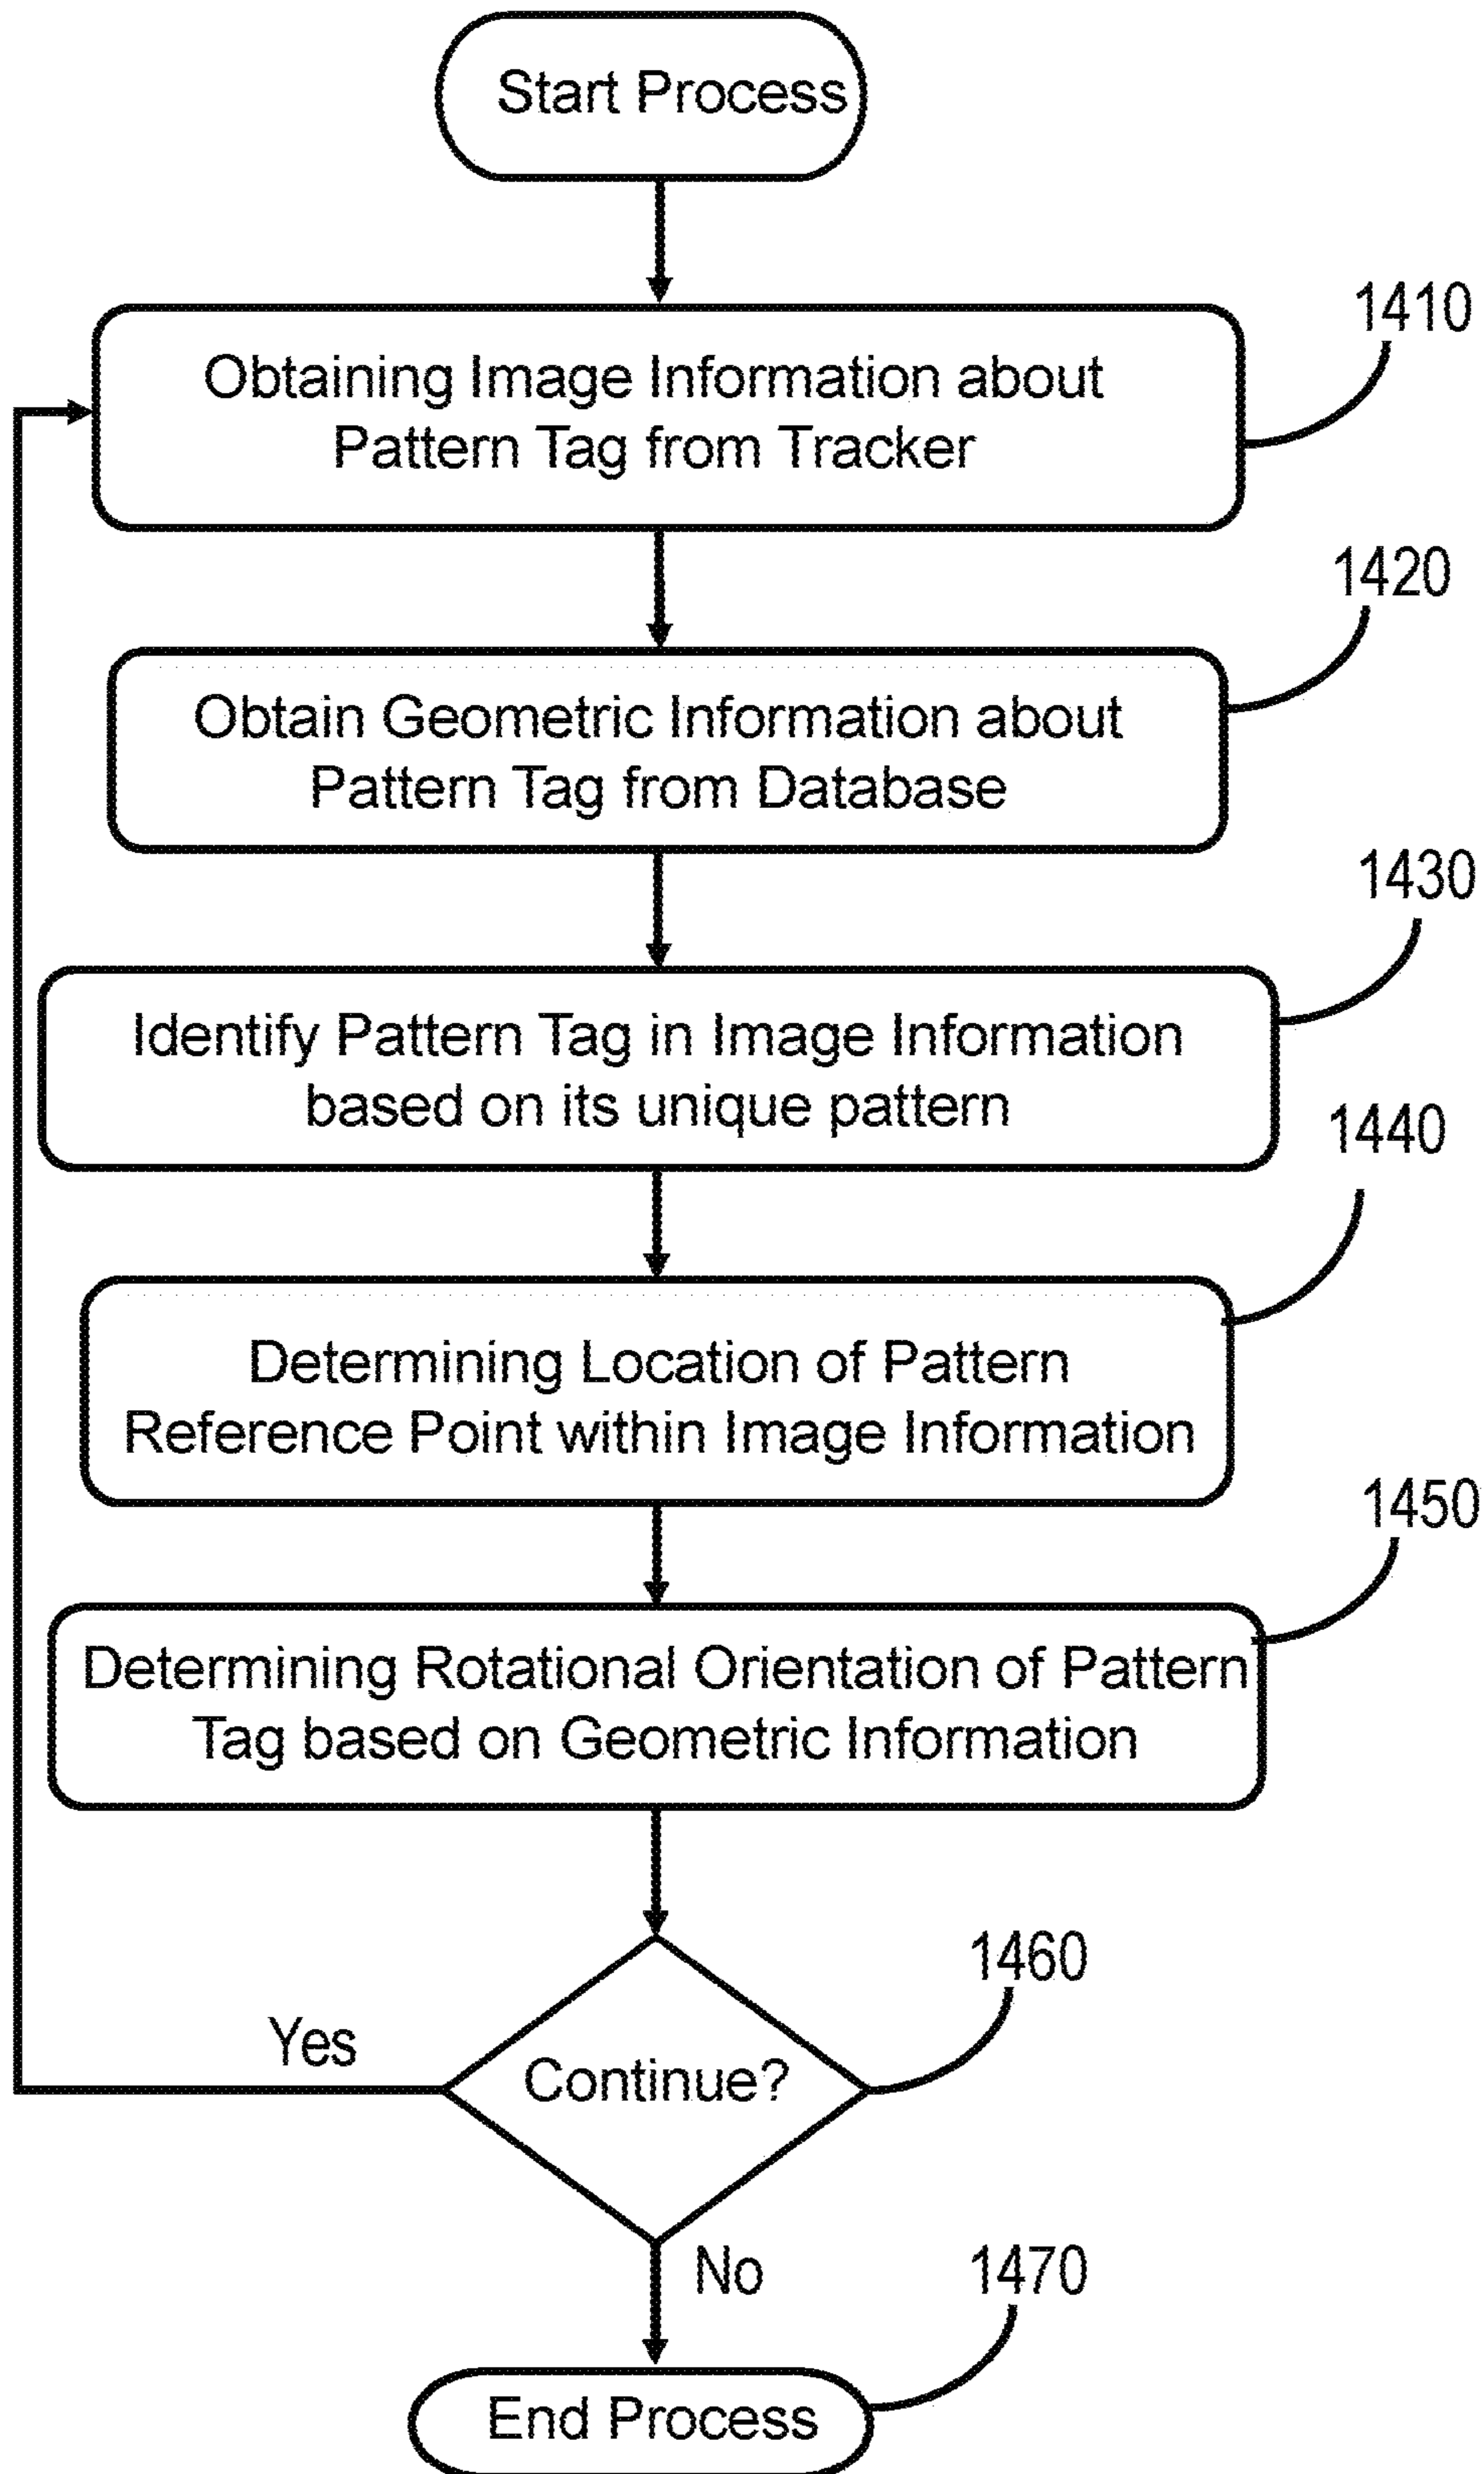 Start Process
1410
Obtaining Image Information about
Pattern Tag from Tracker
1420
Obtain Geometric Information about
Pattern Tag from Database
1430
Identify Pattern Tag in Image Information
based on its unique pattern
1440
Determining Location of Pattern
Reference Point within Image Information
1450
Determining Rotational Orientation of Pattern
Tag based on Geometric Information
1460
Yes
Continue?
No
1470
End Process